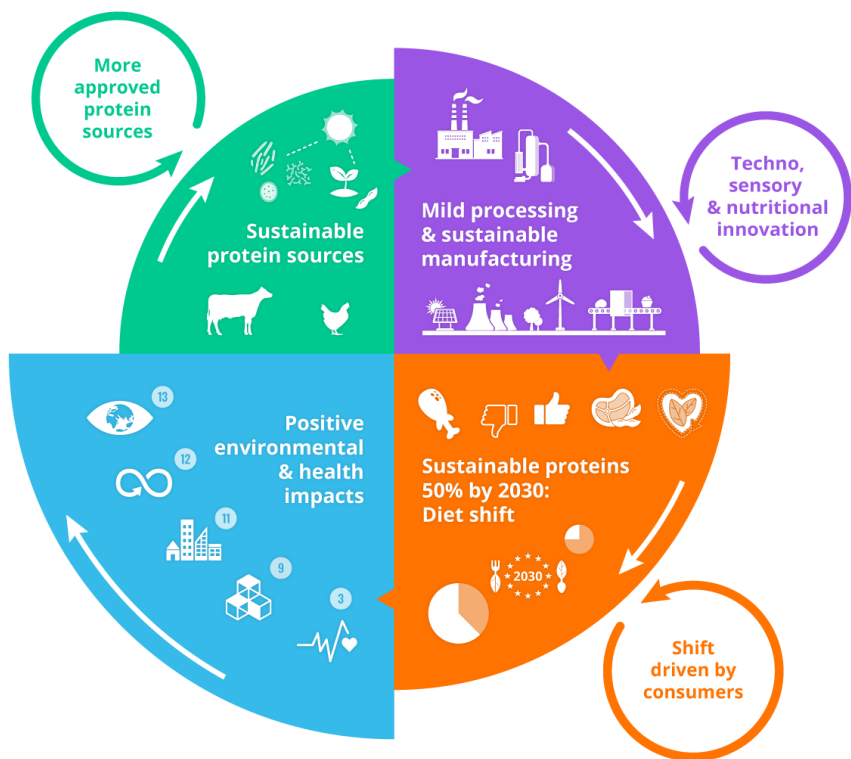 More
approved
protein
sources
Sustainable
protein sources
Mild processing
& sustainable
manufacturing
Techno,
sensory
& nutritional
innovation
Sustainable proteins
50% by 2030:
Diet shift
2030
Shift
driven by
consumers
Positive
environmental
& health
impacts
13
12
11
9
3